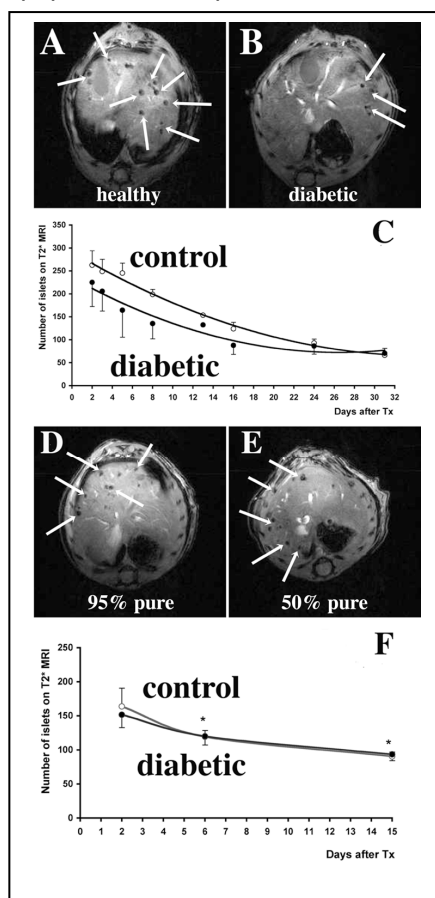 A
B
healthy
diabetic
C
control
diabetic
Number of islets on T2* MRI
350
300
250
200
150
100
50
0
0 2 4 6 8 10 12 14 16 18 20 22 24 26 28 30 32
Days after Tx
D
E
95% pure
50% pure
F
control
diabetic
Number of islets on T2* MRI
250
200
150
100
50
0
* *
0 1 2 3 4 5 6 7 8 9 10 11 12 13 14 15
Days after Tx